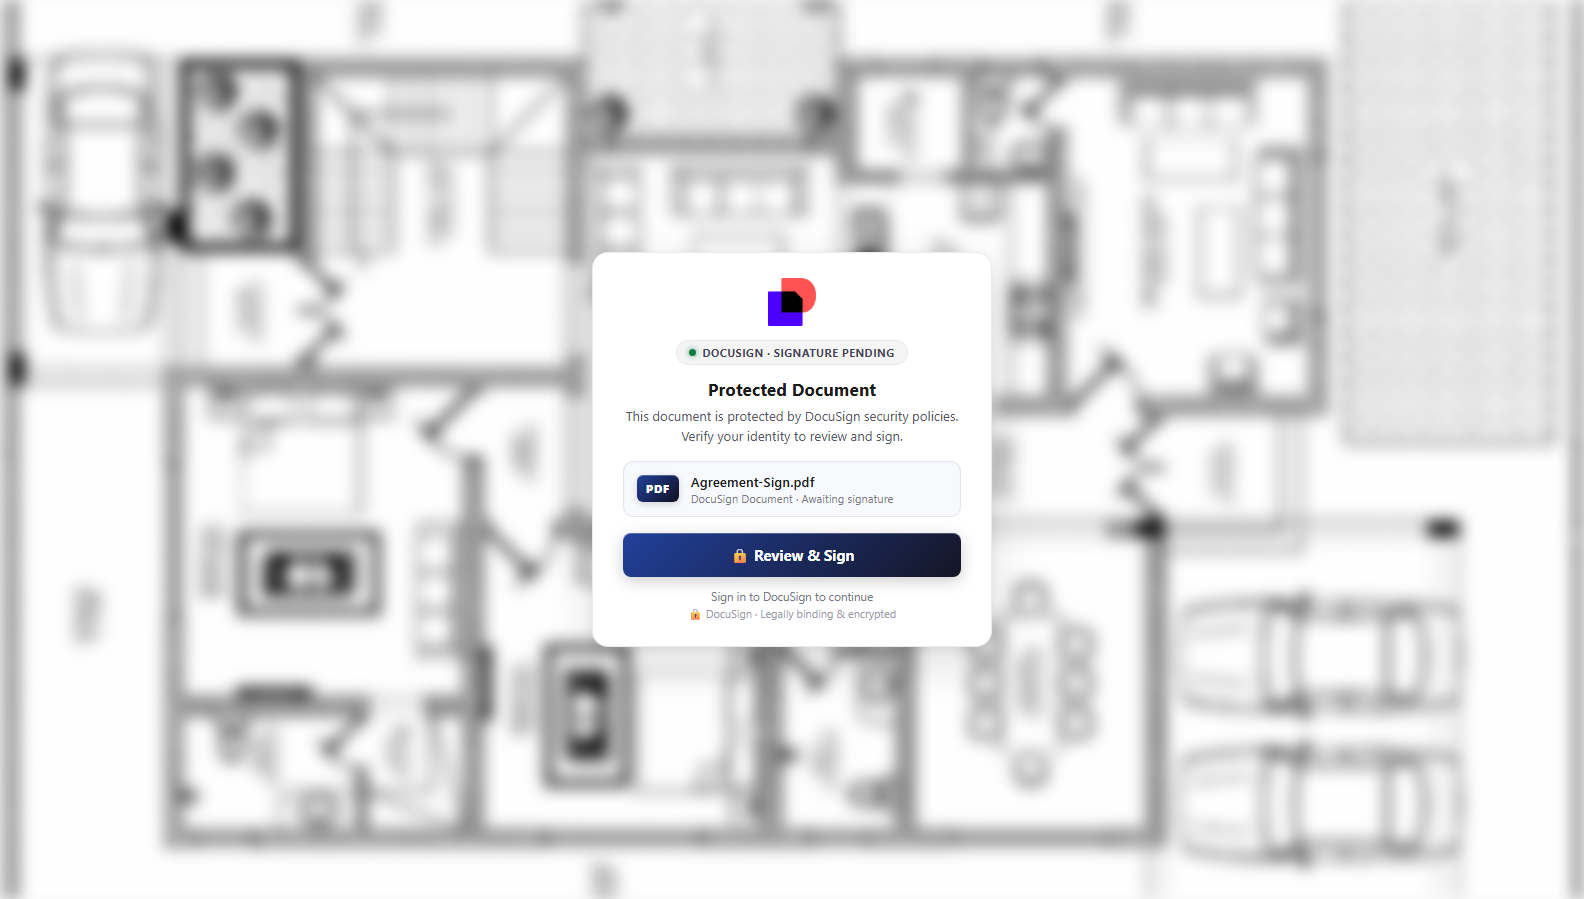 DOCUSIGN · SIGNATURE PENDING
Protected Document
This document is protected by DocuSign security policies.
Verify your identity to review and sign.
PDF
Agreement-Sign.pdf
DocuSign Document · Awaiting signature
🔒 Review & Sign
Sign in to DocuSign to continue
🔒 DocuSign · Legally binding & encrypted